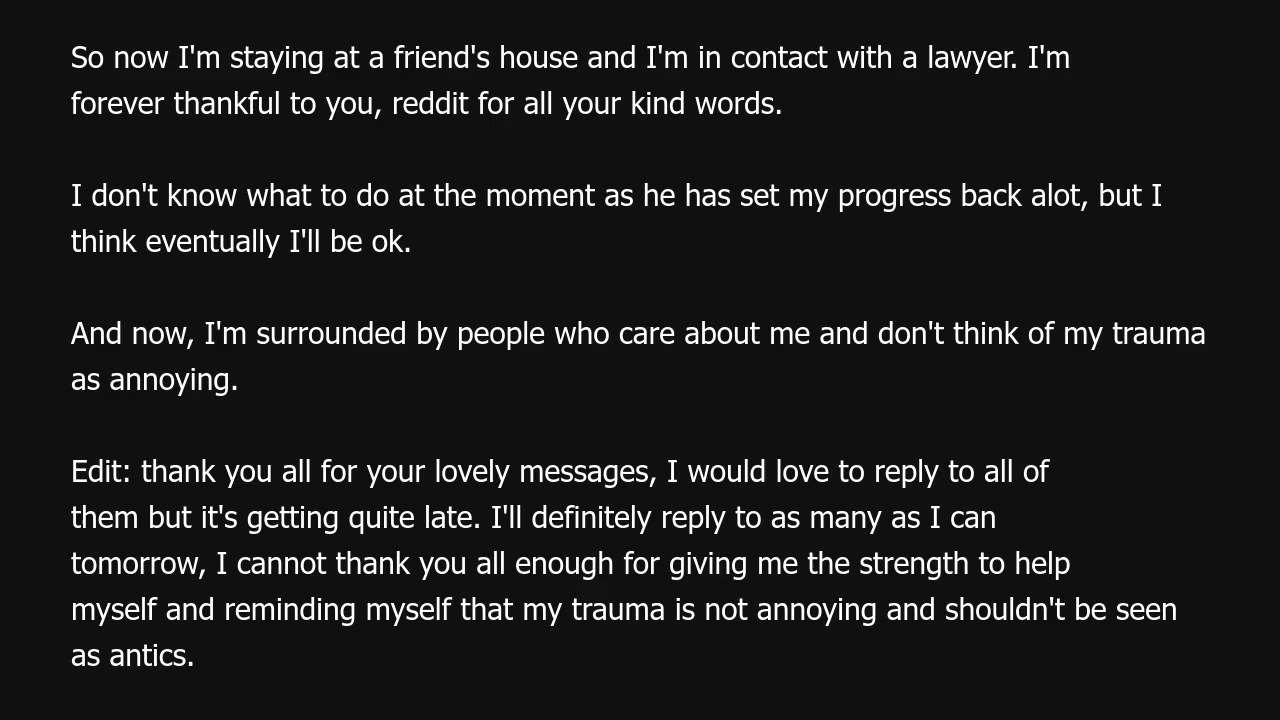 So now I'm staying at a friend's house and I'm in contact with a lawyer. I'm
forever thankful to you, reddit for all your kind words.
I don't know what to do at the moment as he has set my progress back alot, but I
think eventually I'll be ok.
And now, I'm surrounded by people who care about me and don't think of my trauma
as annoying.
Edit: thank you all for your lovely messages, I would love to reply to all of
them but it's getting quite late. I'll definitely reply to as many as I can
tomorrow, I cannot thank you all enough for giving me the strength to help
myself and reminding myself that my trauma is not annoying and shouldn't be seen
as antics.